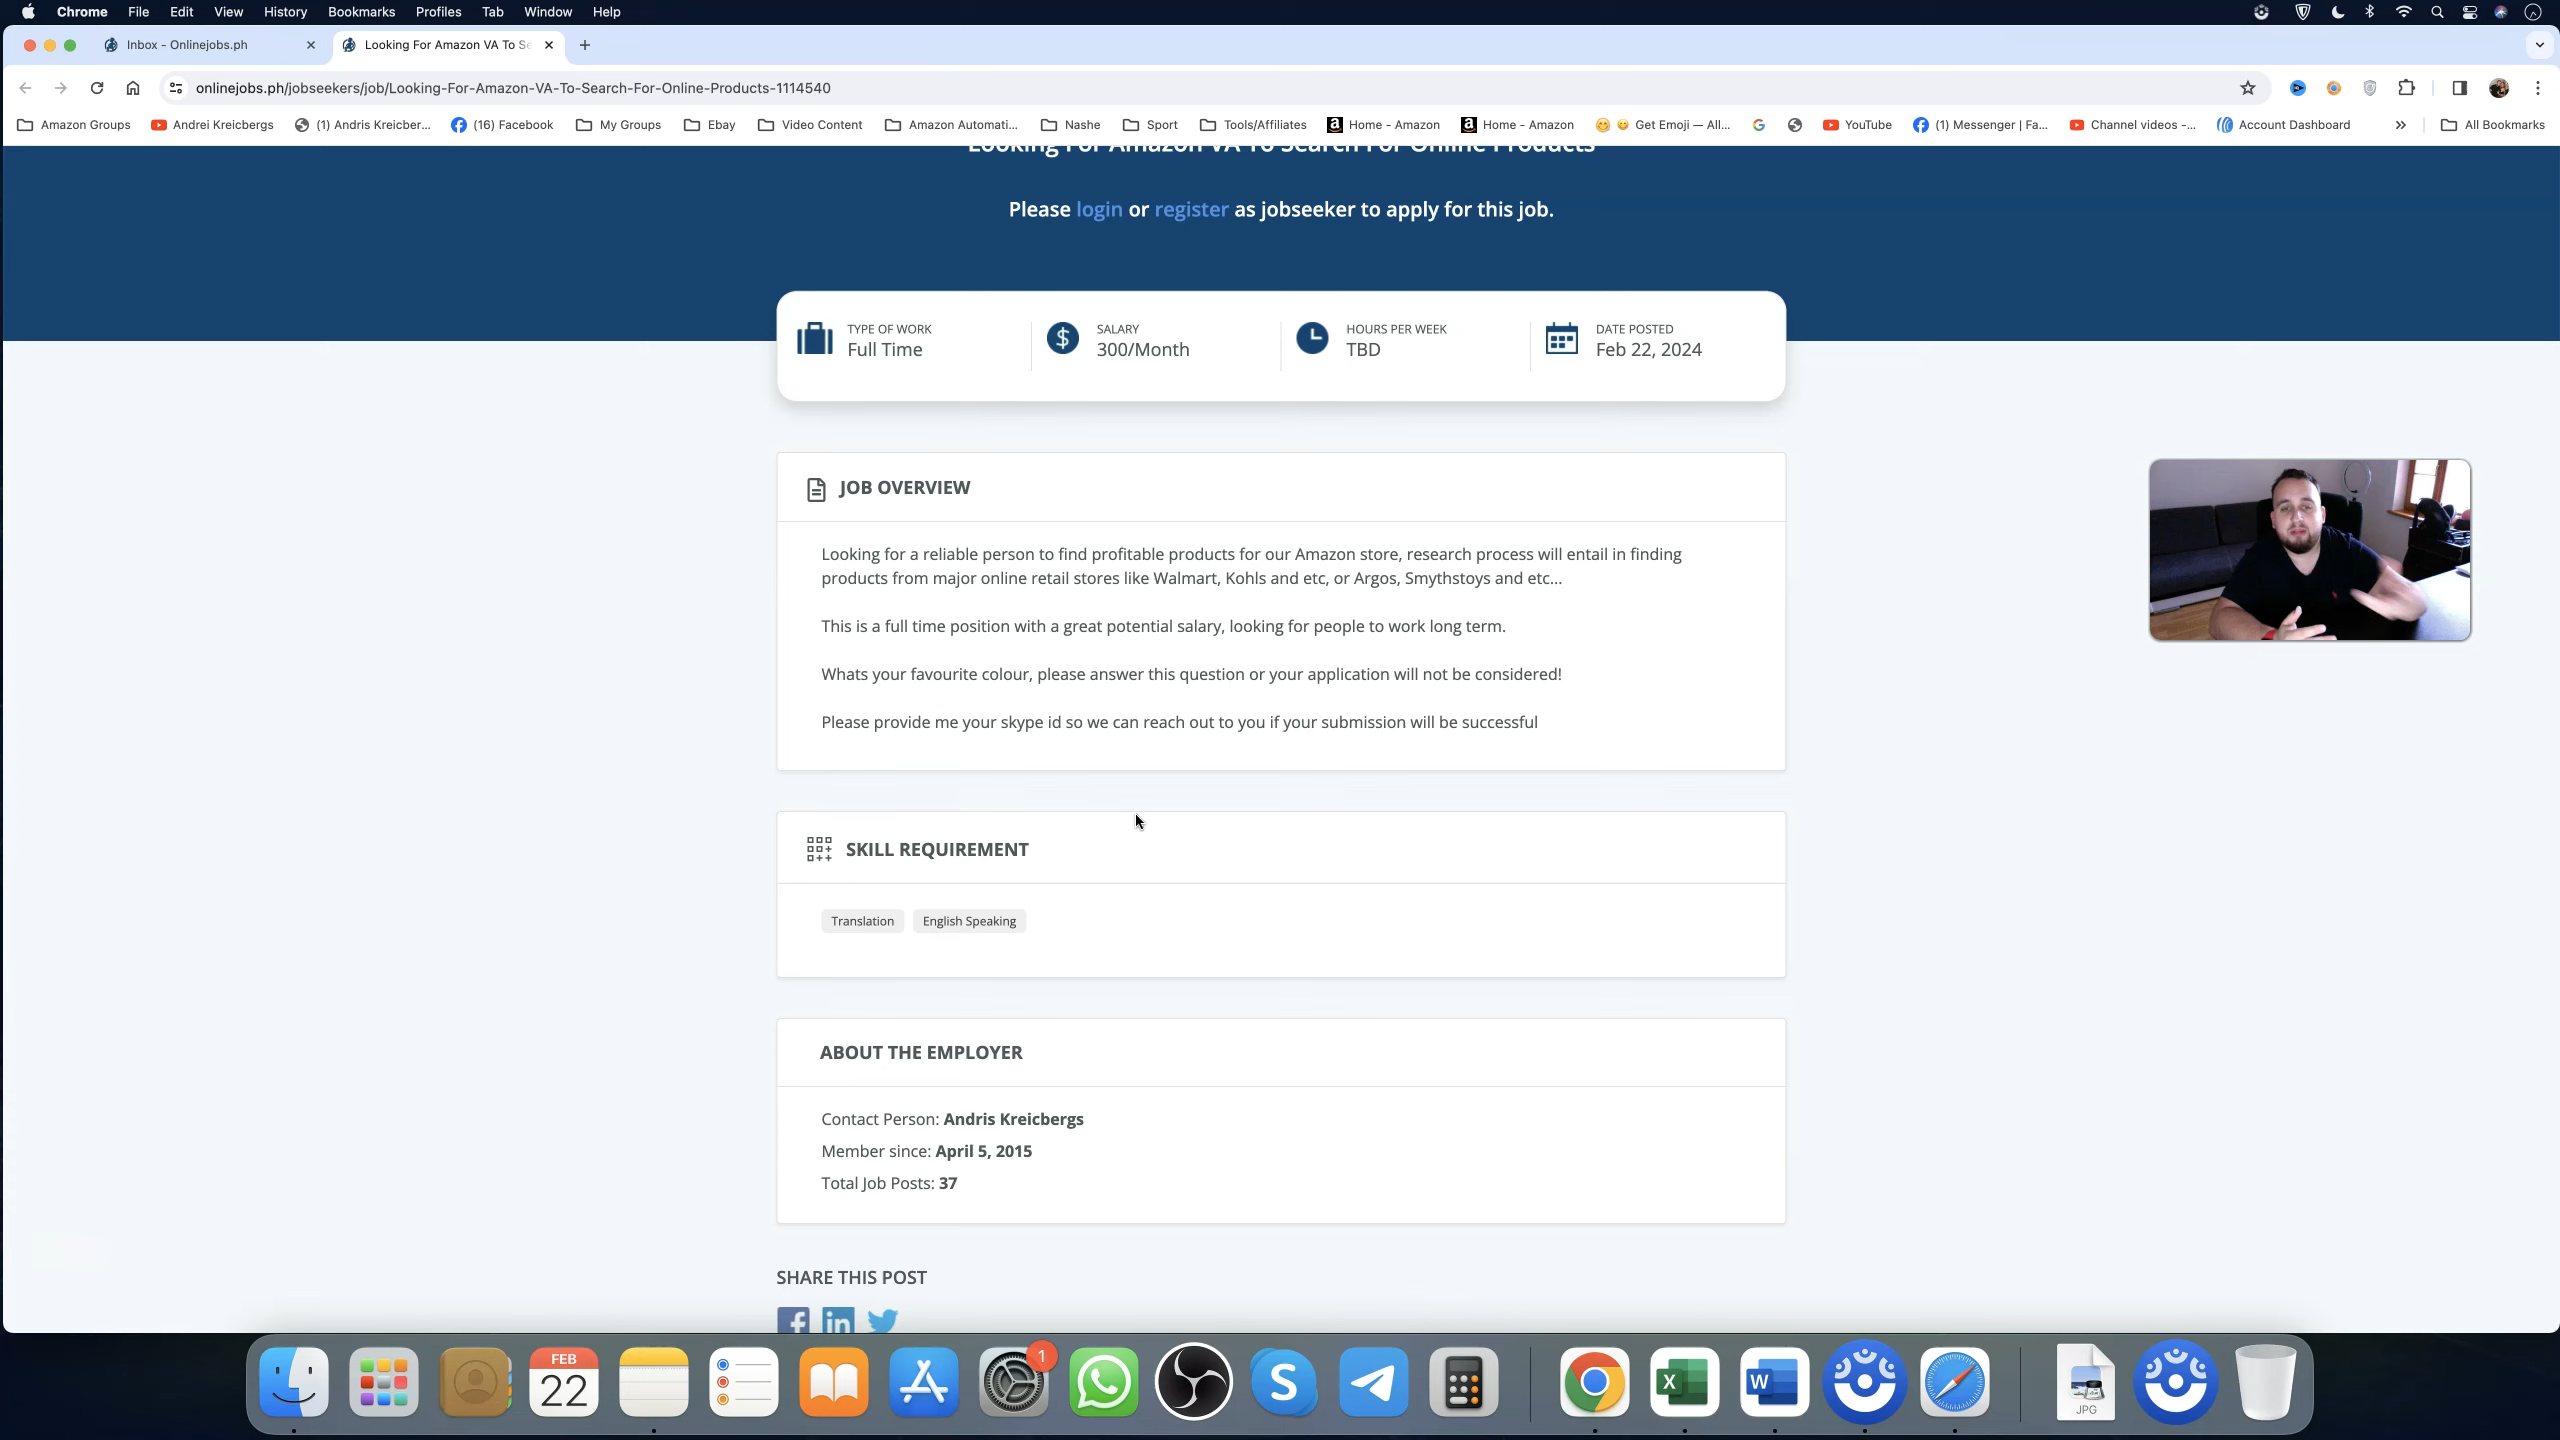 Chrome File Edit View History Bookmarks Profiles Tab Window Help
Inbox - Onlinejobs.ph
Looking For Amazon VA To Se
onlinejobs.ph/jobseekers/job/Looking-For-Amazon-VA-To-Search-For-Online-Products-1114540
Amazon Groups Andrei Kreicbergs (1) Andris Kreicber... (16) Facebook My Groups Ebay Video Content Amazon Automati... Nashe Sport Tools/Affiliates Home - Amazon Home - Amazon Get Emoji — All... YouTube (1) Messenger | Fa... Channel videos -... Account Dashboard » All Bookmarks
Looking For Amazon VA To Search For Online Products
Please login or register as jobseeker to apply for this job.
TYPE OF WORK
Full Time
SALARY
300/Month
HOURS PER WEEK
TBD
DATE POSTED
Feb 22, 2024
JOB OVERVIEW
Looking for a reliable person to find profitable products for our Amazon store, research process will entail in finding
products from major online retail stores like Walmart, Kohls and etc, or Argos, Smythstoys and etc...
This is a full time position with a great potential salary, looking for people to work long term.
Whats your favourite colour, please answer this question or your application will not be considered!
Please provide me your skype id so we can reach out to you if your submission will be successful
SKILL REQUIREMENT
Translation English Speaking
ABOUT THE EMPLOYER
Contact Person: Andris Kreicbergs
Member since: April 5, 2015
Total Job Posts: 37
SHARE THIS POST
FEB
22
1
JPG